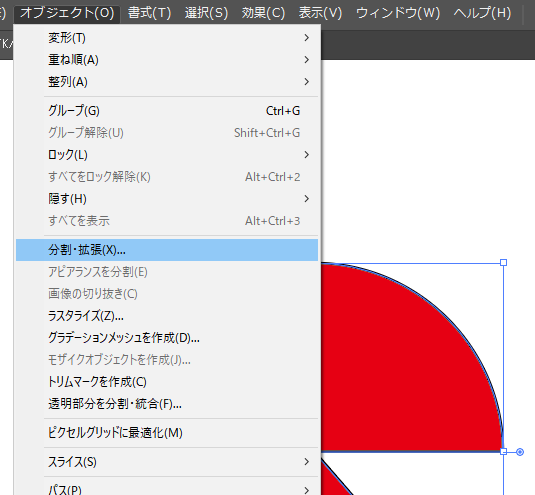 オブジェクト(O) 書式(T) 選択(S) 効果(C) 表示(V) ウィンドウ(W) ヘルプ(H)
変形(T)
重ね順(A)
整列(A)
グループ(G) Ctrl+G
グループ解除(U) Shift+Ctrl+G
ロック(L)
すべてをロック解除(K) Alt+Ctrl+2
隠す(H)
すべてを表示 Alt+Ctrl+3
分割・拡張(X)...
アピアランスを分割(E)
画像の切り抜き(C)
ラスタライズ(Z)...
グラデーションメッシュを作成(D)...
モザイクオブジェクトを作成(J)...
トリムマークを作成(C)
透明部分を分割・統合(F)...
ピクセルグリッドに最適化(M)
スライス(S)
パス(P)